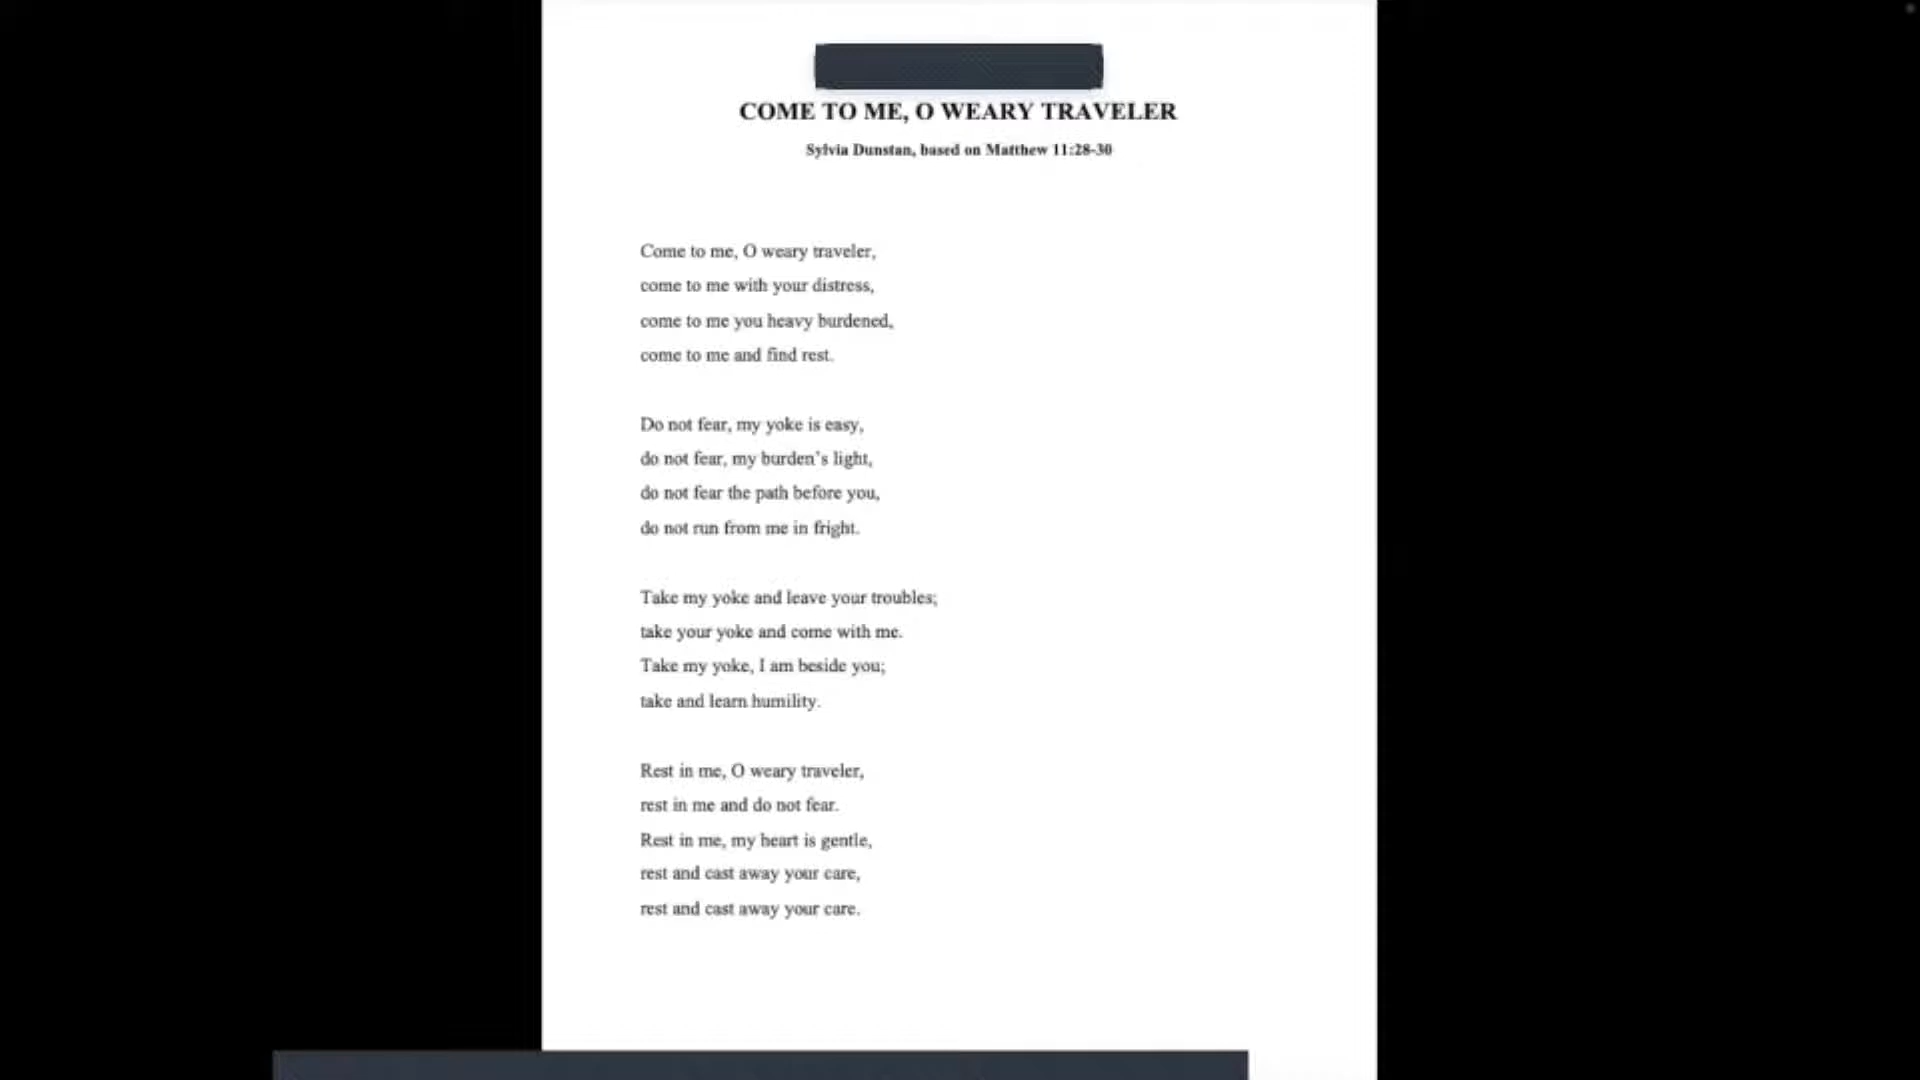 COME TO ME, O WEARY TRAVELER
Sylvia Dunstan, based on Matthew 11:28-30
Come to me, O weary traveler,
come to me with your distress,
come to me you heavy burdened,
come to me and find rest.
Do not fear, my yoke is easy,
do not fear, my burden's light,
do not fear the path before you,
do not run from me in fright.
Take my yoke and leave your troubles;
take your yoke and come with me.
Take my yoke, I am beside you;
take and learn humility.
Rest in me, O weary traveler,
rest in me and do not fear.
Rest in me, my heart is gentle,
rest and cast away your care,
rest and cast away your care.